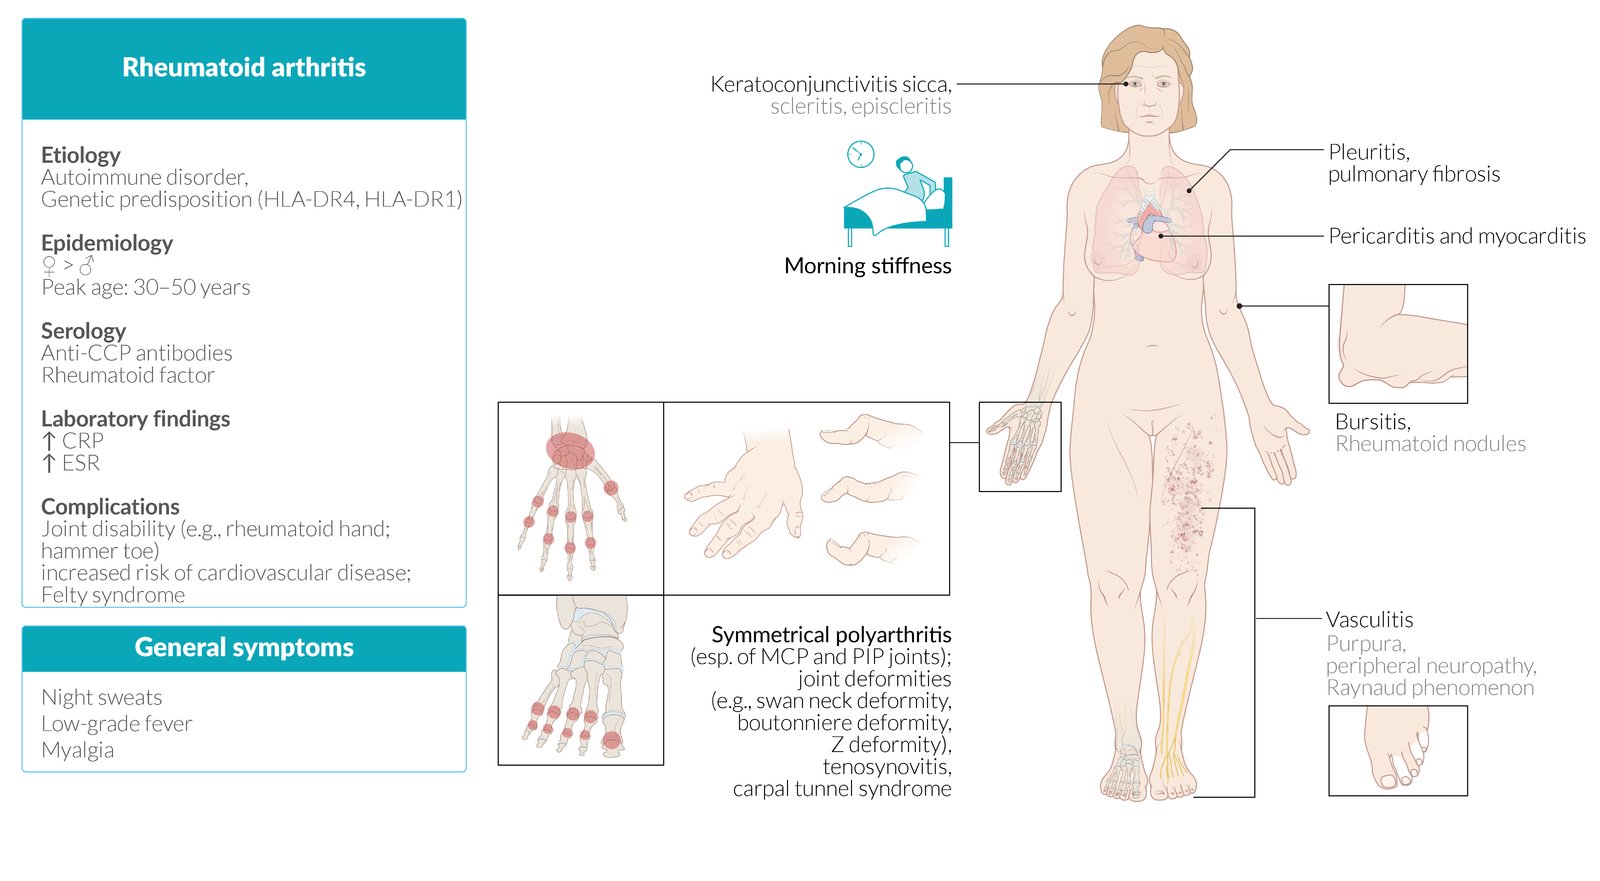 Rheumatoid arthritis
Etiology
Autoimmune disorder,
Genetic predisposition (HLA-DR4, HLA-DR1)
Epidemiology
♀ > ♂
Peak age: 30–50 years
Serology
Anti-CCP antibodies
Rheumatoid factor
Laboratory findings
↑ CRP
↑ ESR
Complications
Joint disability (e.g., rheumatoid hand;
hammer toe)
increased risk of cardiovascular disease;
Felty syndrome
General symptoms
Night sweats
Low-grade fever
Myalgia
Keratoconjunctivitis sicca,
scleritis, episcleritis
Morning stiffness
Symmetrical polyarthritis
(esp. of MCP and PIP joints);
joint deformities
(e.g., swan neck deformity,
boutonniere deformity,
Z deformity),
tenosynovitis,
carpal tunnel syndrome
Pleuritis,
pulmonary fibrosis
Pericarditis and myocarditis
Bursitis,
Rheumatoid nodules
Vasculitis
Purpura,
peripheral neuropathy,
Raynaud phenomenon